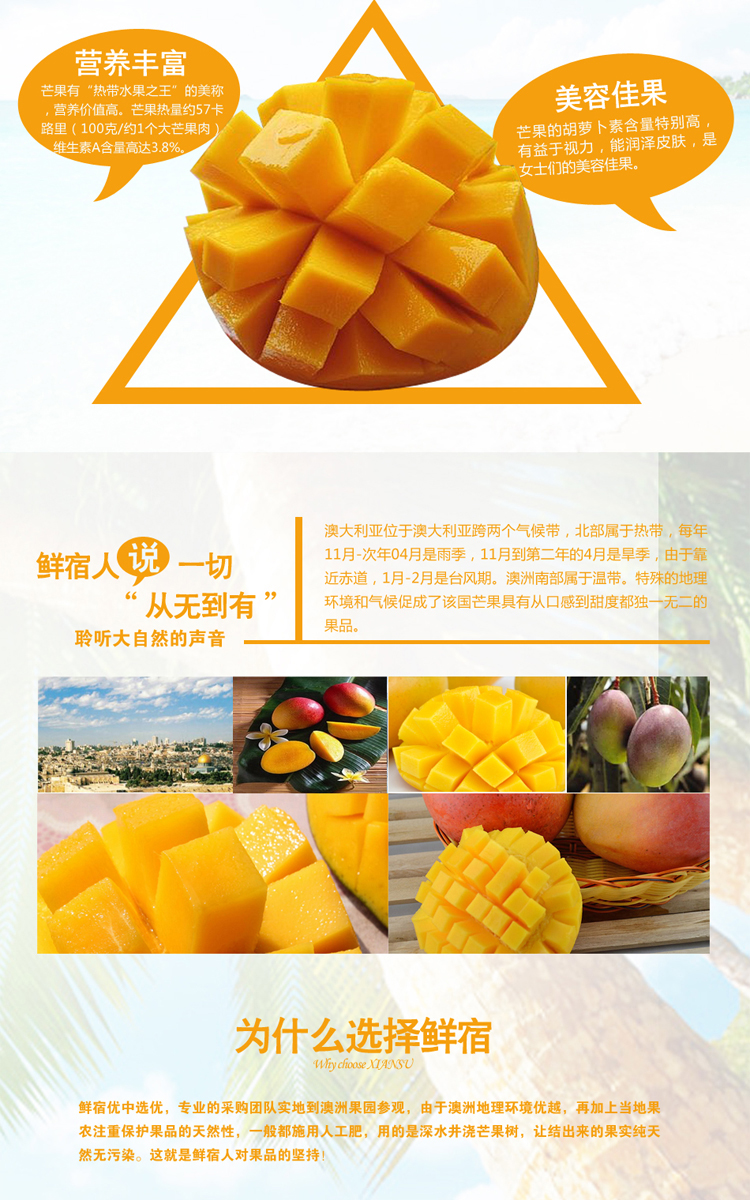 营养丰富
芒果有“热带水果之王”的美称
，营养价值高。芒果热量约57卡
路里（100克/约1个大芒果肉）
维生素A含量高达3.8%。
美容佳果
芒果的胡萝卜素含量特别高，
有益于视力，能润泽皮肤，是
女士们的美容佳果。
鲜宿人说一切
“从无到有”
聆听大自然的声音
澳大利亚位于澳大利亚跨两个气候带，北部属于热带，每年
11月-次年04月是雨季，11月到第二年的4月是旱季，由于靠
近赤道，1月-2月是台风期。澳洲南部属于温带。特殊的地理
环境和气候促成了该国芒果具有从口感到甜度都独一无二的
果品。
为什么选择鲜宿
Why choose XIANSU
鲜宿优中选优，专业的采购团队实地到澳洲果园参观，由于澳洲地理环境优越，再加上当地果
农注重保护果品的天然性，一般都施用人工肥，用的是深水井浇芒果树，让结出来的果实纯天
然无污染。这就是鲜宿人对果品的坚持！